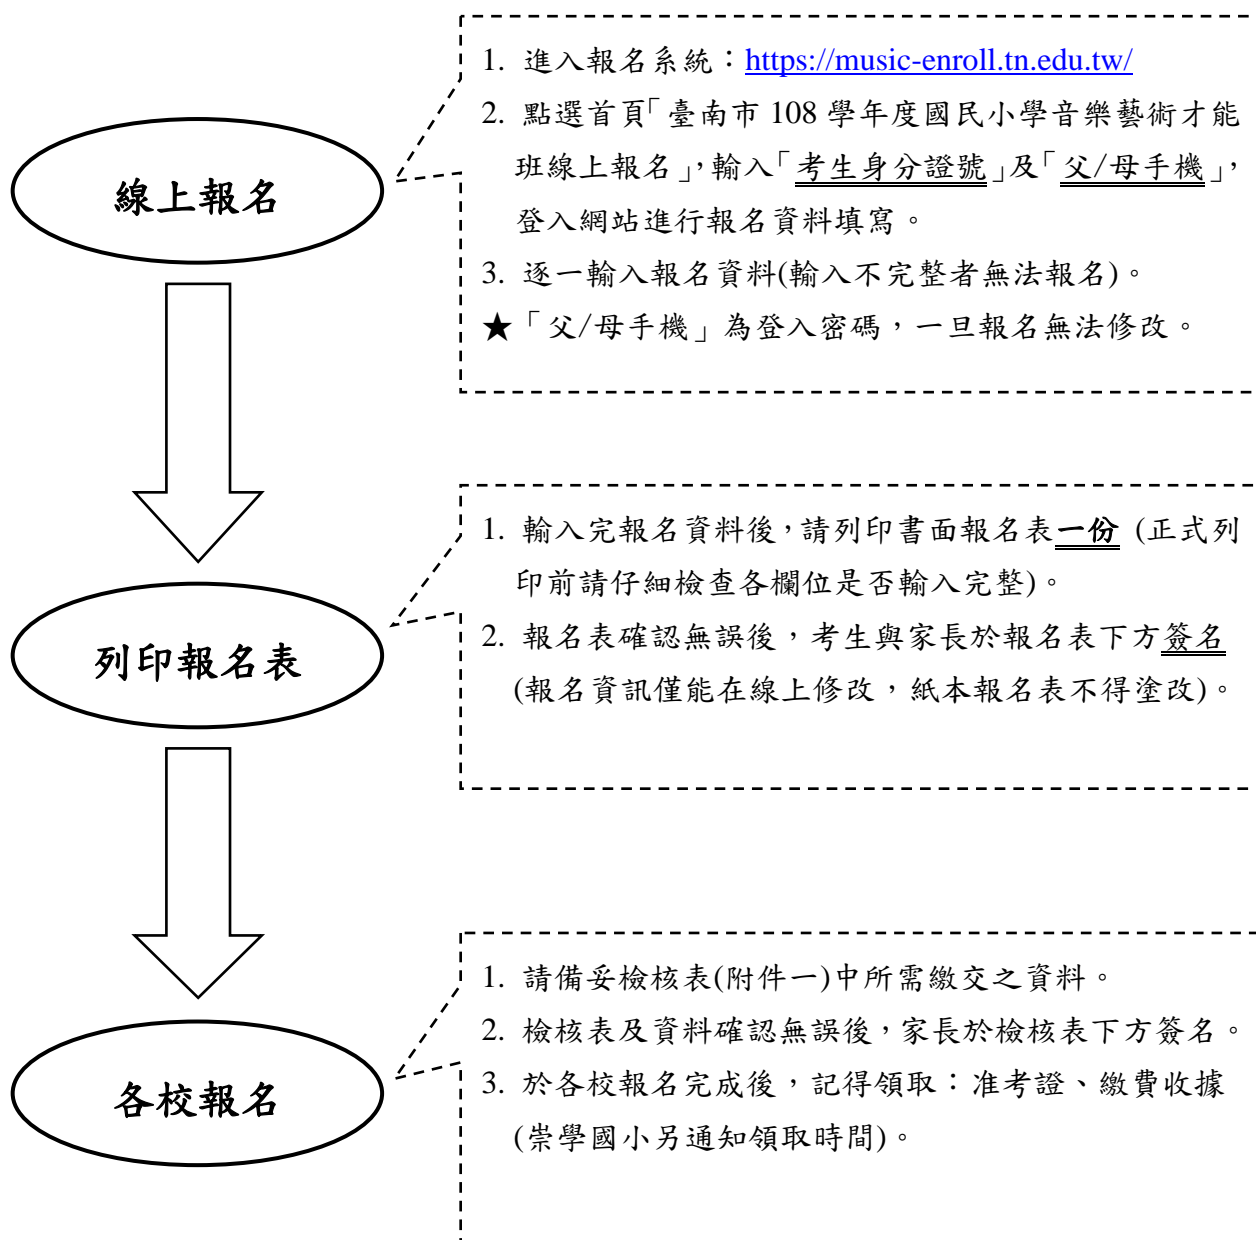 線上報名
1. 進入報名系統：https://music-enroll.tn.edu.tw/
2. 點選首頁「臺南市 108 學年度國民小學音樂藝術才能
班線上報名」，輸入「考生身分證號」及「父/母手機」，
登入網站進行報名資料填寫。
3. 逐一輸入報名資料(輸入不完整者無法報名)。
★「父/母手機」為登入密碼，一旦報名無法修改。
列印報名表
1. 輸入完報名資料後，請列印書面報名表一份 (正式列
印前請仔細檢查各欄位是否輸入完整)。
2. 報名表確認無誤後，考生與家長於報名表下方簽名
(報名資訊僅能在線上修改，紙本報名表不得塗改)。
各校報名
1. 請備妥檢核表(附件一)中所需繳交之資料。
2. 檢核表及資料確認無誤後，家長於檢核表下方簽名。
3. 於各校報名完成後，記得領取：准考證、繳費收據
(崇學國小另通知領取時間)。